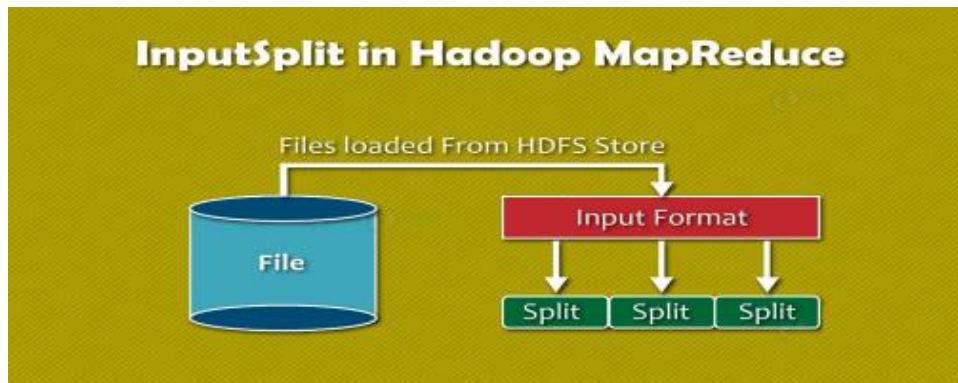 InputSplit in Hadoop MapReduce
Files loaded From HDFS Store
File
Input Format
Split
Split
Split